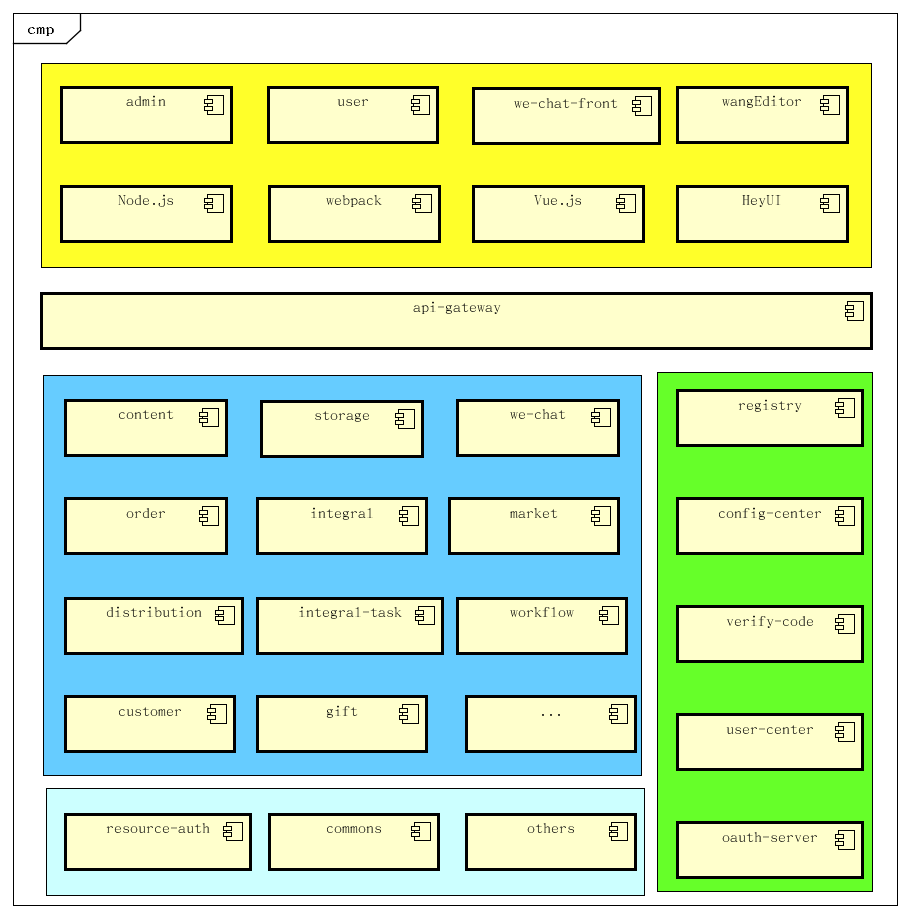 cmp
admin
user
we-chat-front
wangEditor
Node.js
webpack
Vue.js
HeyUI
api-gateway
content
storage
we-chat
order
integral
market
distribution
integral-task
workflow
customer
gift
...
registry
config-center
verify-code
user-center
oauth-server
resource-auth
commons
others